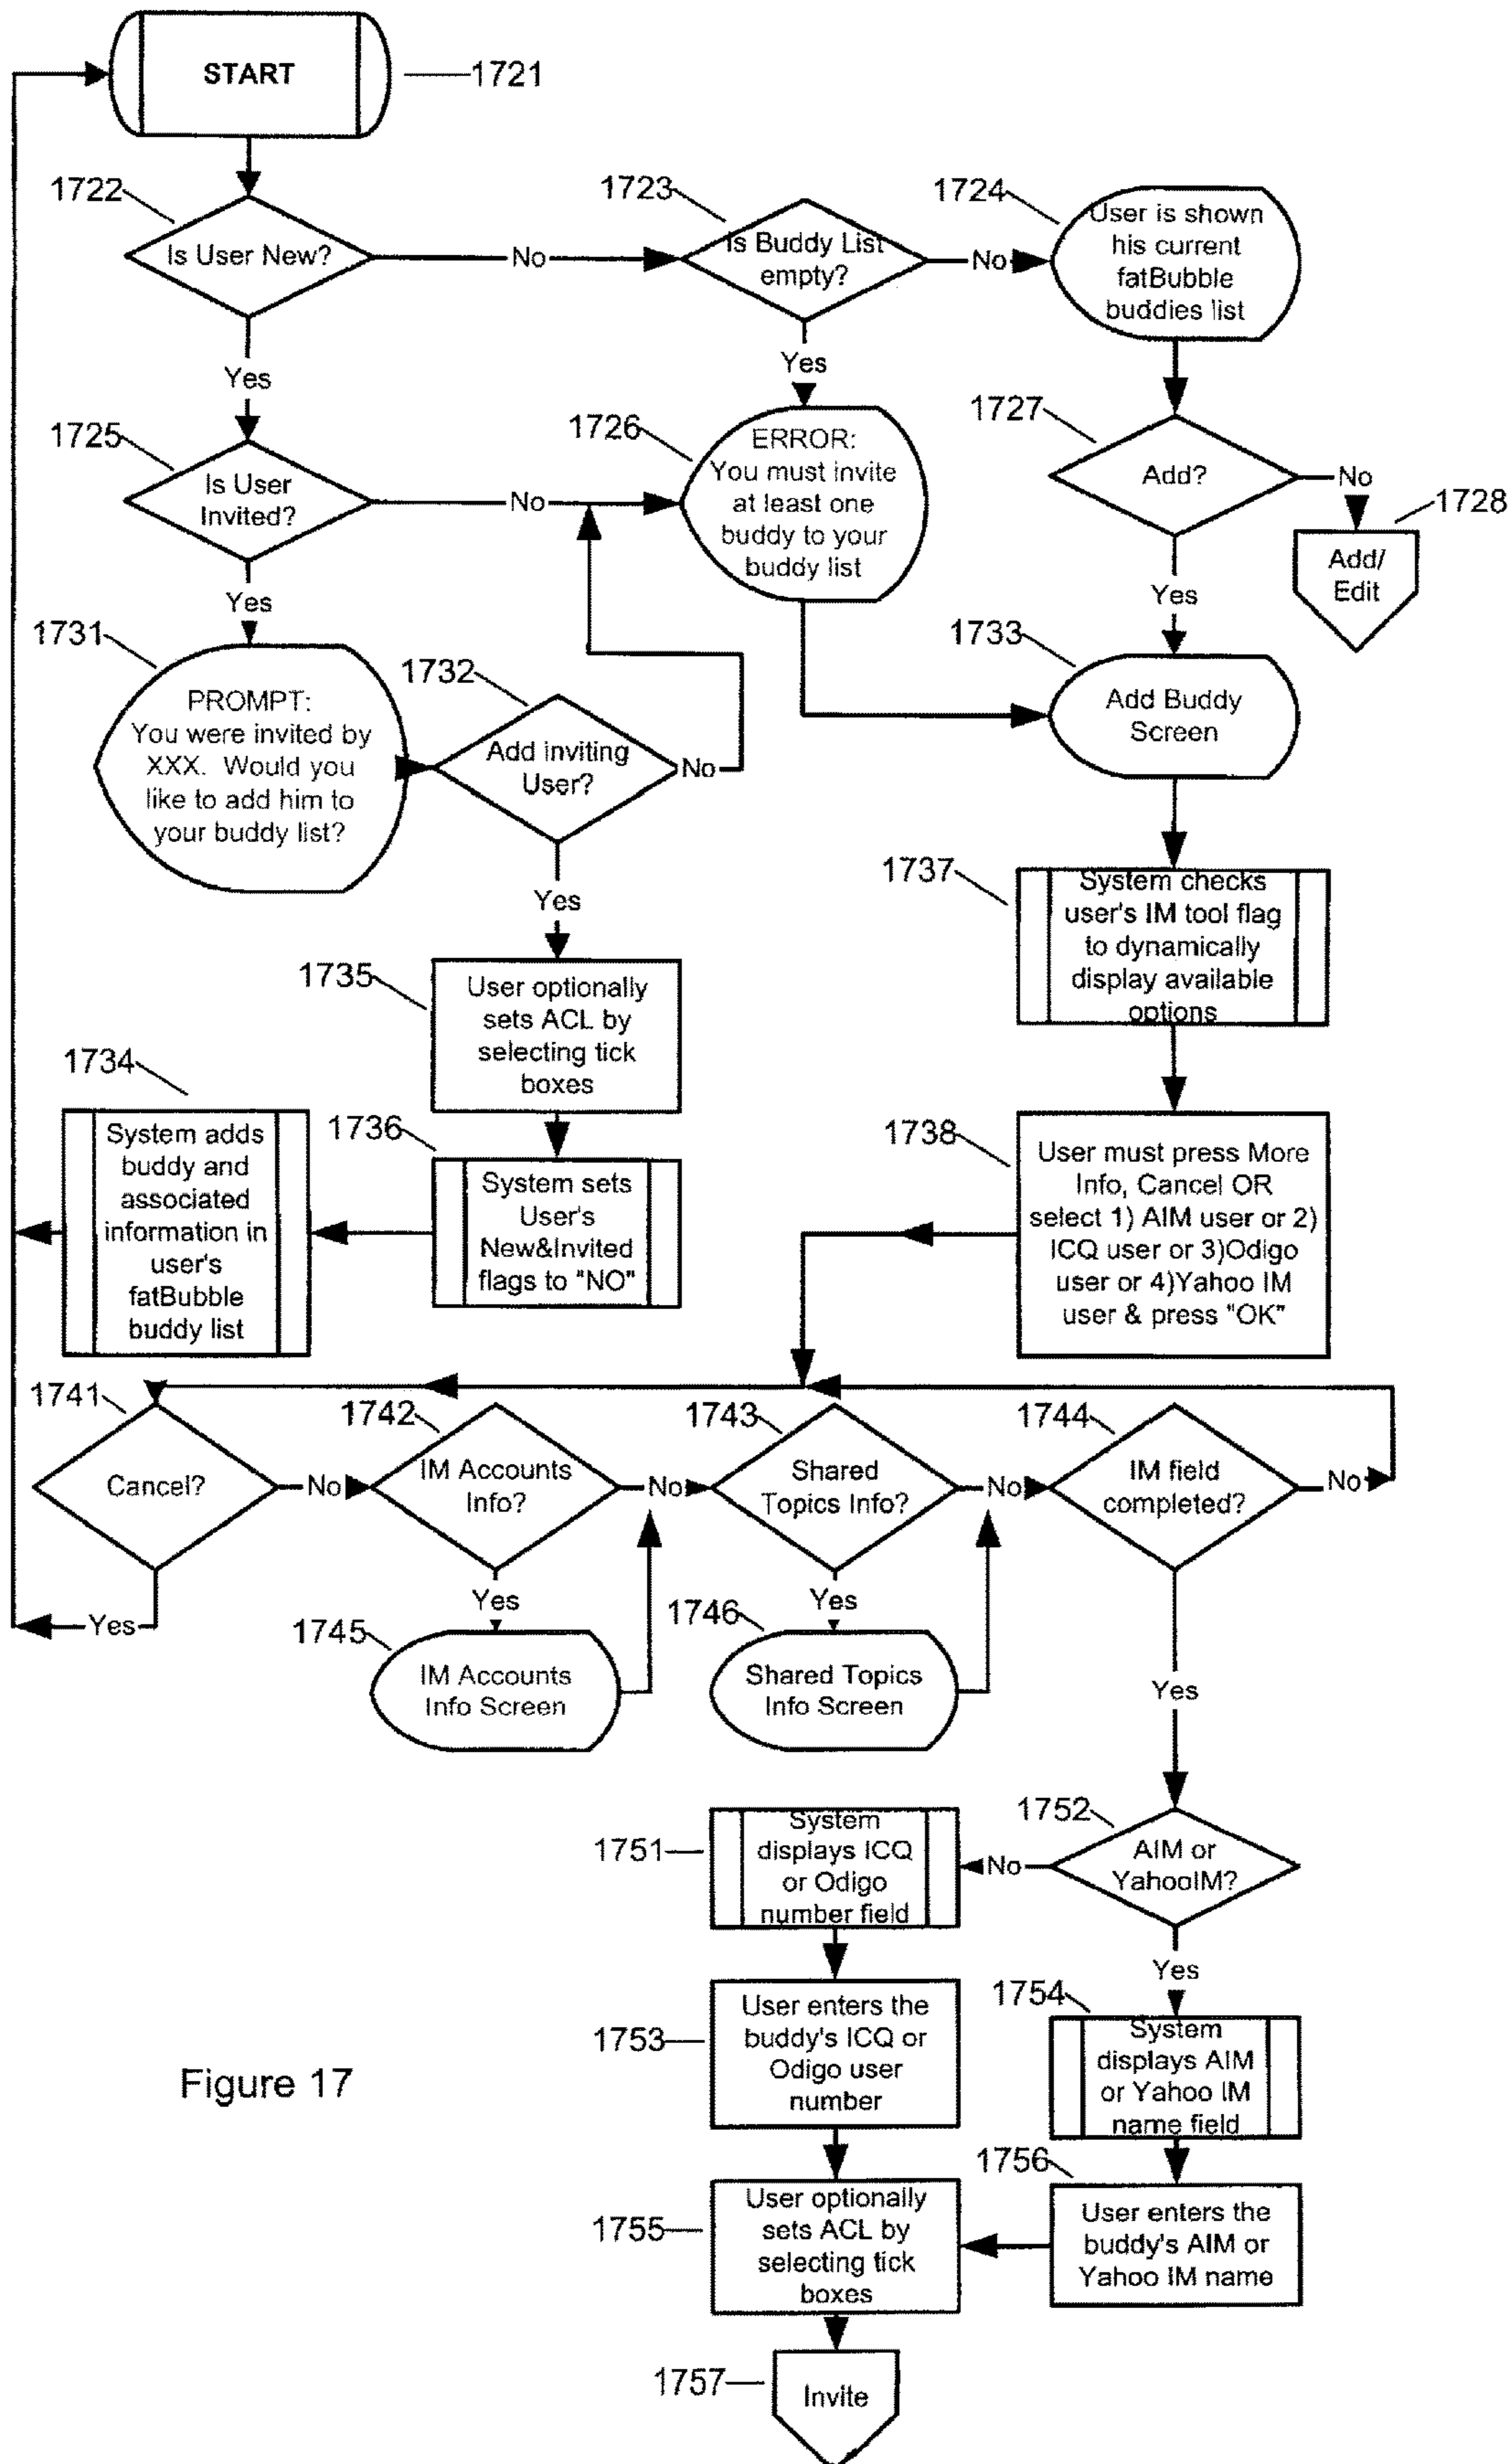 START
1721
1722
Is User New?
No
1723
Is Buddy List
empty?
No
1724
User is shown
his current
fatBubble
buddies list
Yes
Yes
1725
Is User
Invited?
No
1726
ERROR:
You must invite
at least one
buddy to your
buddy list
1727
Add?
No
1728
Add/
Edit
Yes
Yes
1731
PROMPT:
You were invited by
XXX. Would you
like to add him to
your buddy list?
1732
Add inviting
User?
No
1733
Add Buddy
Screen
Yes
1737
System checks
user's IM tool flag
to dynamically
display available
options
1735
User optionally
sets ACL by
selecting tick
boxes
1734
System adds
buddy and
associated
information in
user's
fatBubble
buddy list
1736
System sets
User's
New&Invited
flags to "NO"
1738
User must press More
Info, Cancel OR
select 1) AIM user or 2)
ICQ user or 3)Odigo
user or 4)Yahoo IM
user & press "OK"
1741
Cancel?
No
1742
IM Accounts
Info?
No
1743
Shared
Topics Info?
No
1744
IM field
completed?
No
Yes
Yes
Yes
1745
IM Accounts
Info Screen
1746
Shared Topics
Info Screen
Yes
1751
System
displays ICQ
or Odigo
number field
No
1752
AIM or
YahooIM?
Yes
1753
User enters the
buddy's ICQ or
Odigo user
number
1754
System
displays AIM
or Yahoo IM
name field
Figure 17
1755
User optionally
sets ACL by
selecting tick
boxes
1756
User enters the
buddy's AIM or
Yahoo IM name
1757
Invite